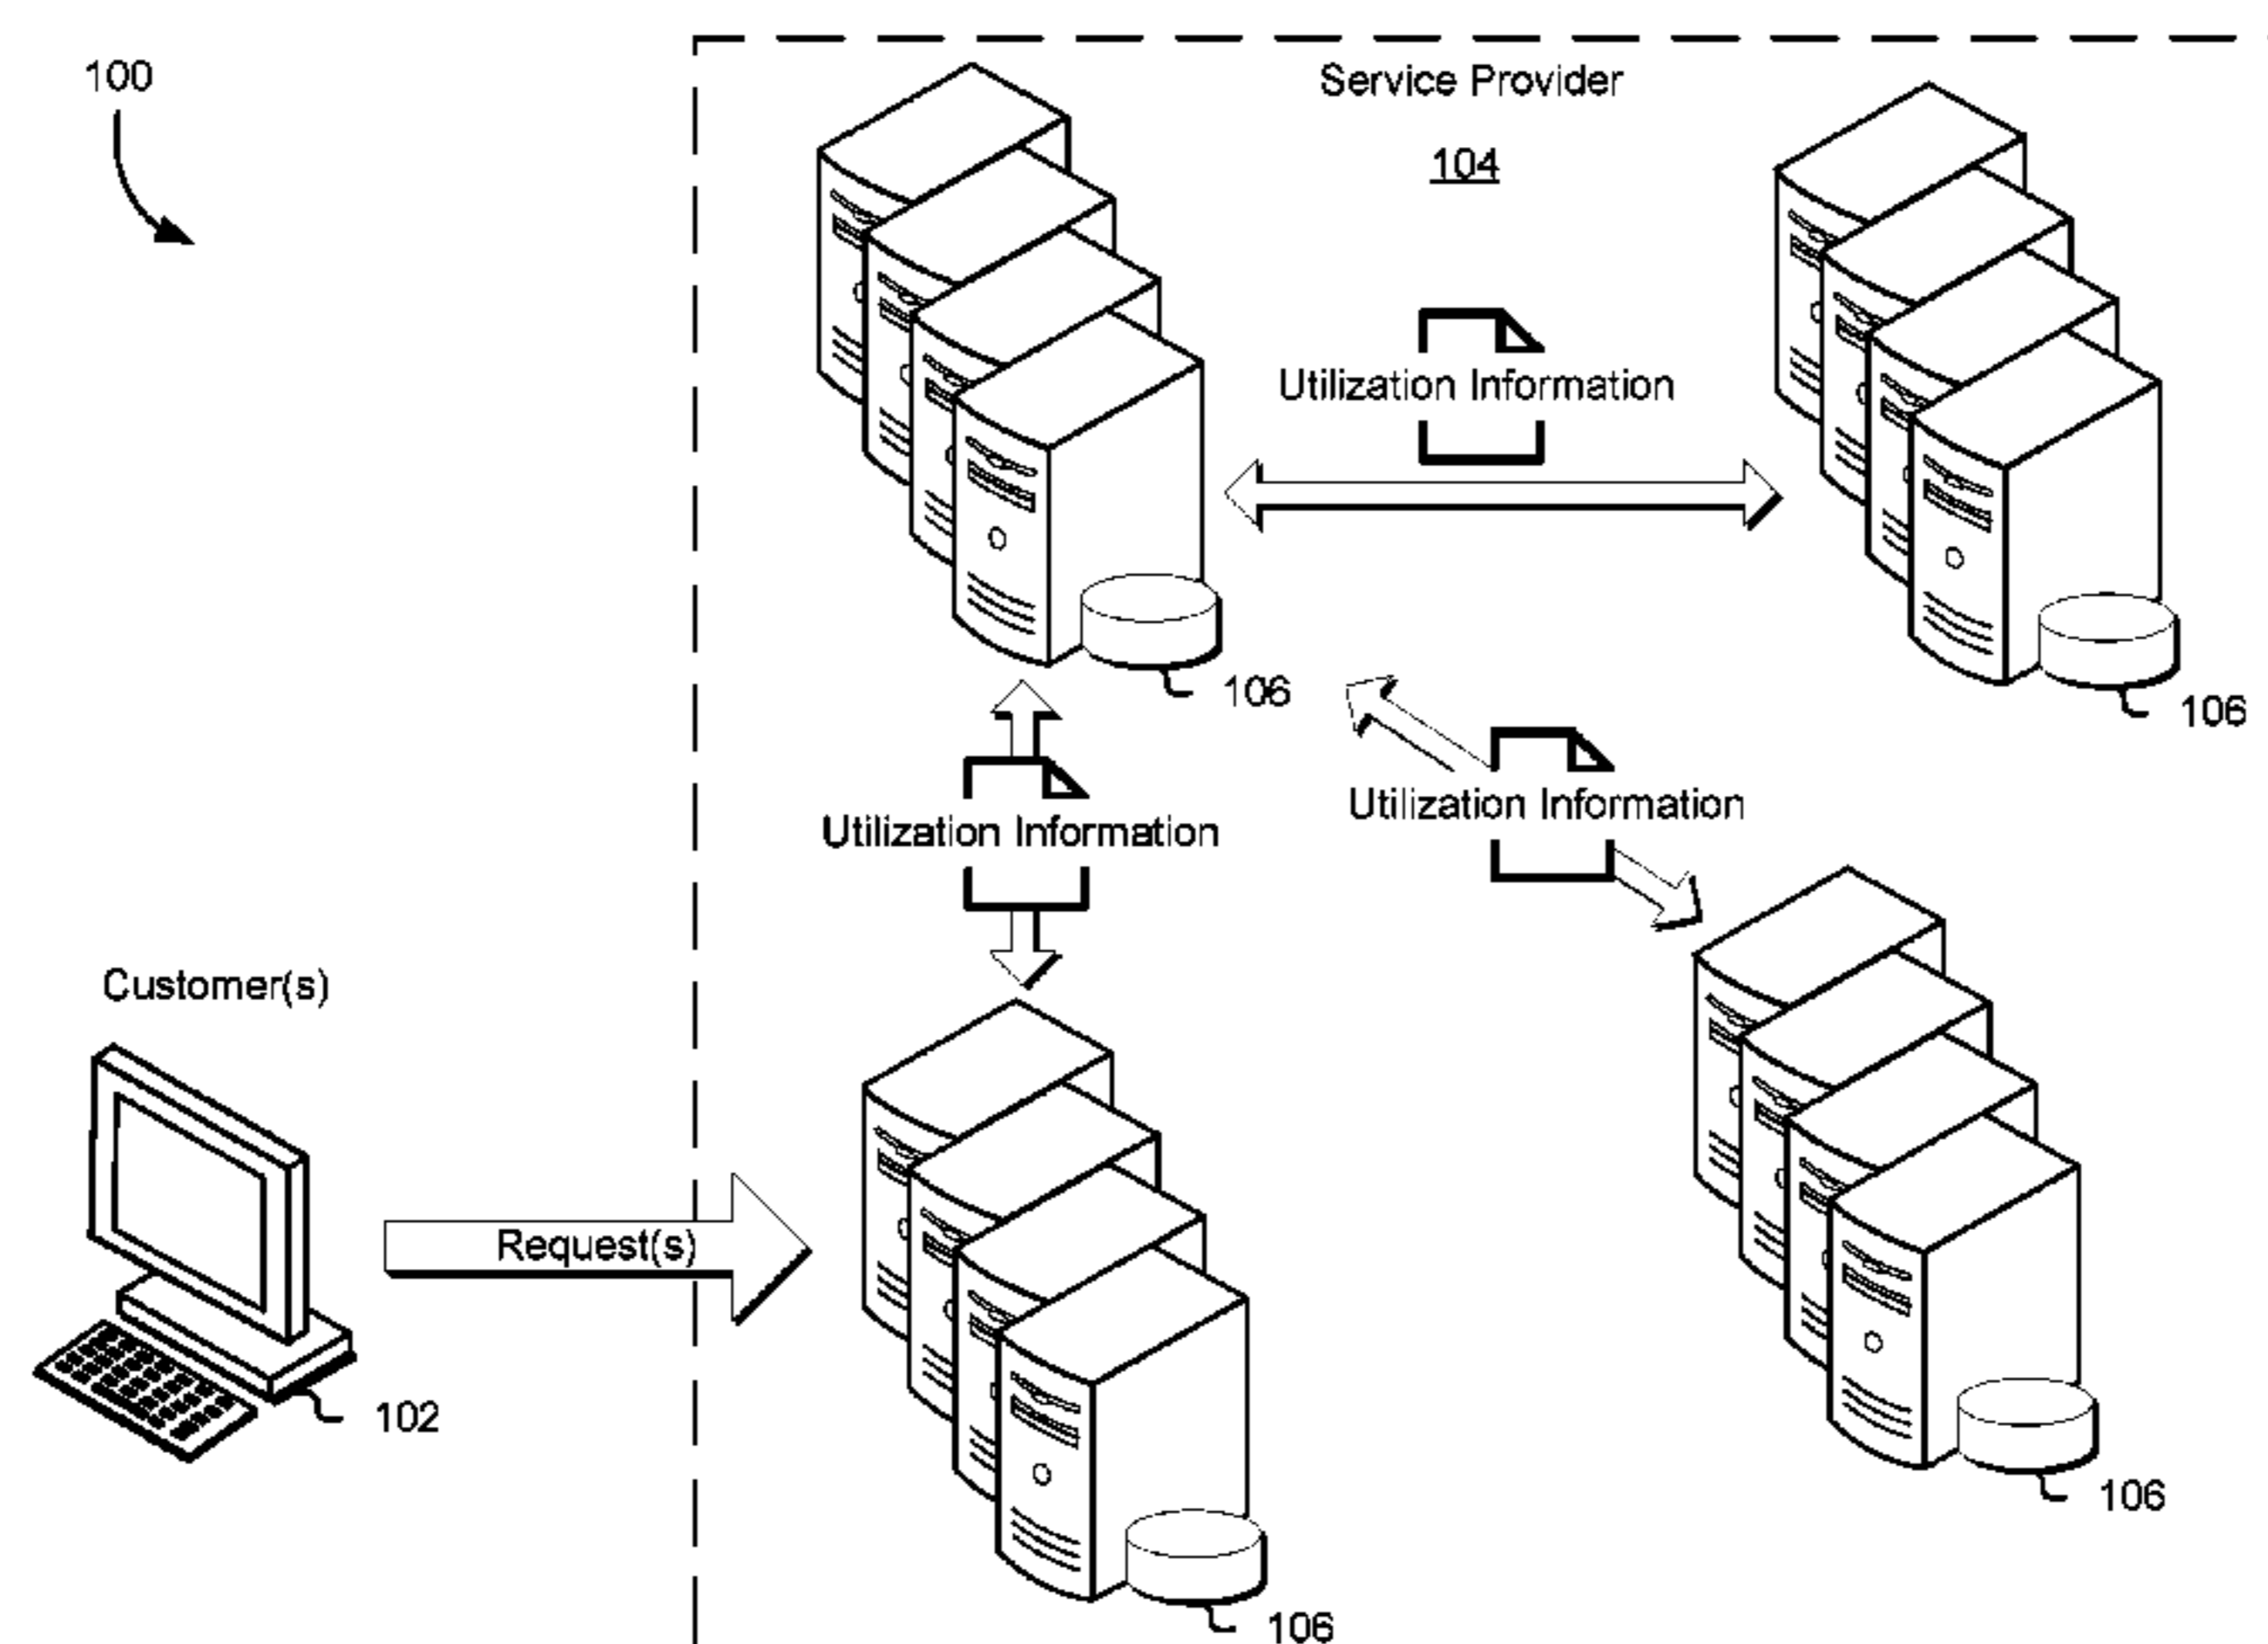 100
Service Provider
104
Utilization Information
106
106
Utilization Information
Utilization Information
Customer(s)
Request(s)
102
106
106